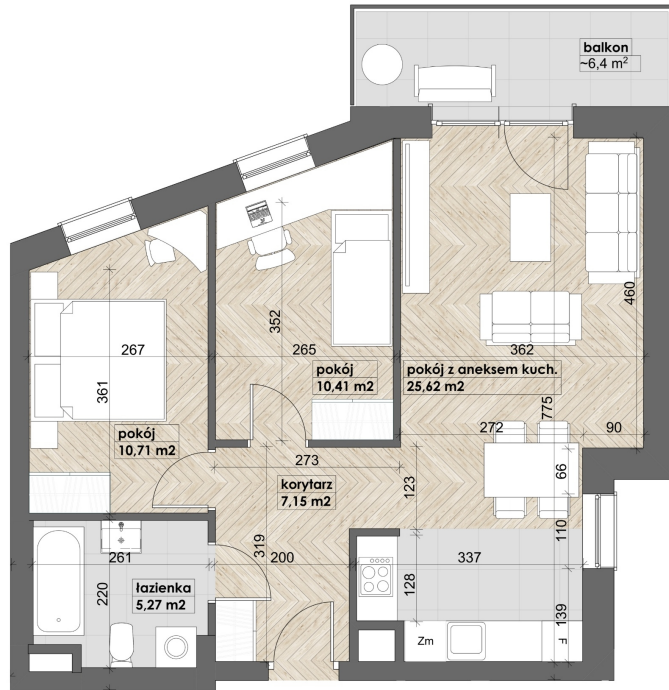 balkon
~6,4 m²
460
352
267
265
362
pokój
10,41 m2
pokój z aneksem kuch.
25,62 m2
361
775
272
90
pokój
10,71 m2
273
66
korytarz
7,15 m2
123
110
319
261
200
337
łazienka
5,27 m2
220
128
139
Zm
F